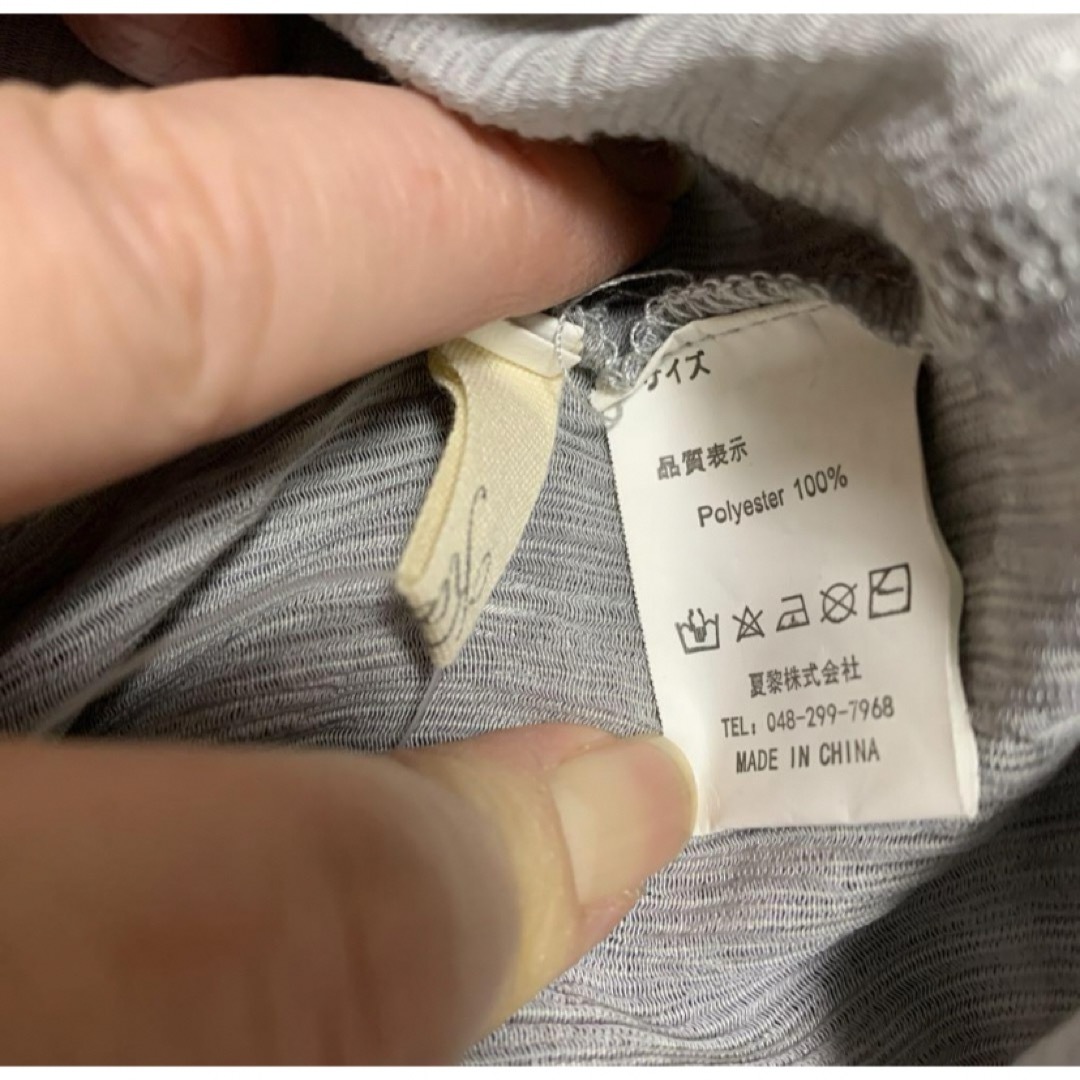 サイズ
品質表示
Polyester 100%
夏黎株式会社
TEL: 048-299-7968
MADE IN CHINA